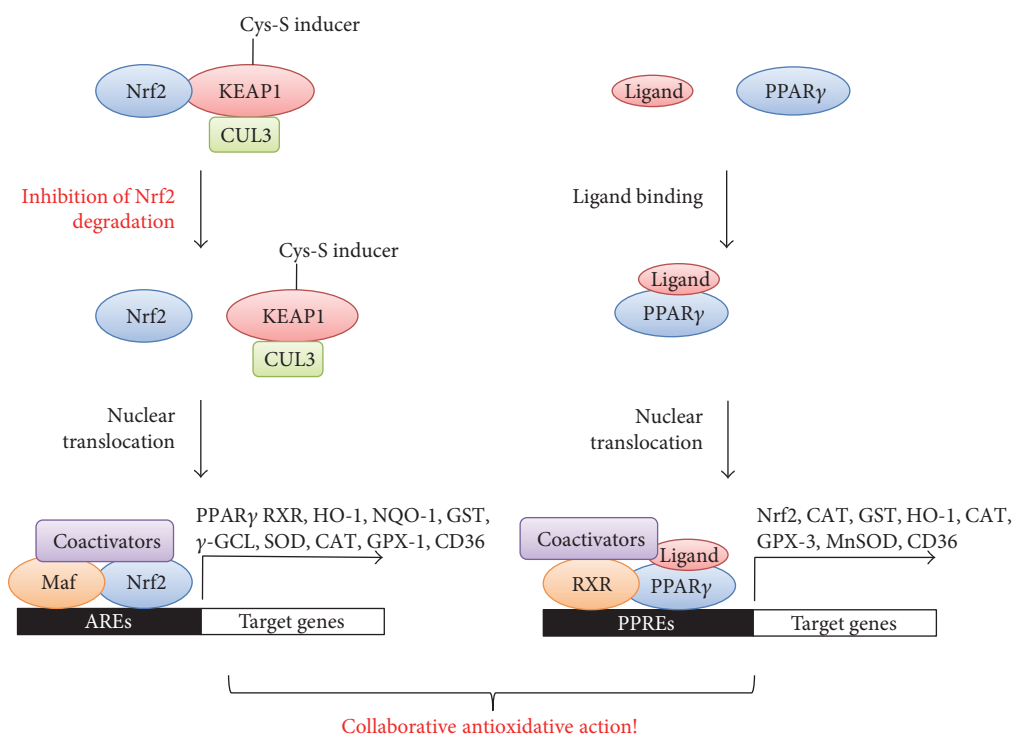 Cys-S inducer
Nrf2
KEAP1
CUL3
Inhibition of Nrf2
degradation
Cys-S inducer
Nrf2
KEAP1
CUL3
Nuclear
translocation
PPARγ RXR, HO-1, NQO-1, GST,
γ-GCL, SOD, CAT, GPX-1, CD36
Coactivators
Maf
Nrf2
AREs
Target genes
Ligand
PPARγ
Ligand binding
Ligand
PPARγ
Nuclear
translocation
Nrf2, CAT, GST, HO-1, CAT,
GPX-3, MnSOD, CD36
Coactivators
Ligand
RXR
PPARγ
PPREs
Target genes
Collaborative antioxidative action!